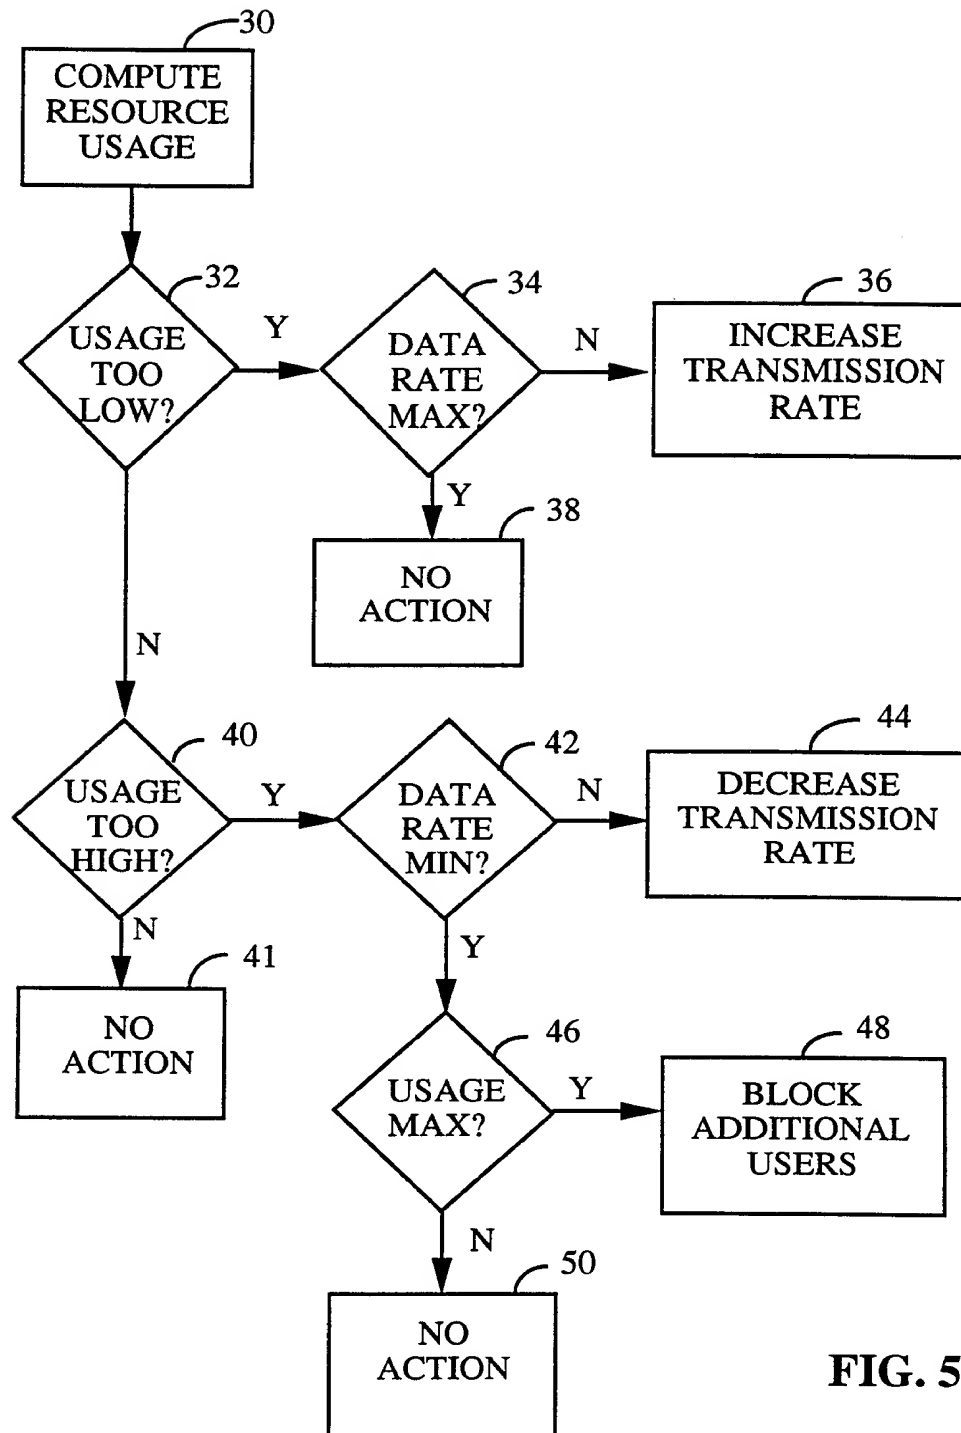 30
COMPUTE
RESOURCE
USAGE
32
USAGE
TOO
LOW?
Y
34
DATA
RATE
MAX?
N
36
INCREASE
TRANSMISSION
RATE
Y
38
NO
ACTION
N
40
USAGE
TOO
HIGH?
Y
42
DATA
RATE
MIN?
N
44
DECREASE
TRANSMISSION
RATE
N
41
NO
ACTION
Y
46
USAGE
MAX?
Y
48
BLOCK
ADDITIONAL
USERS
N
50
NO
ACTION
FIG. 5